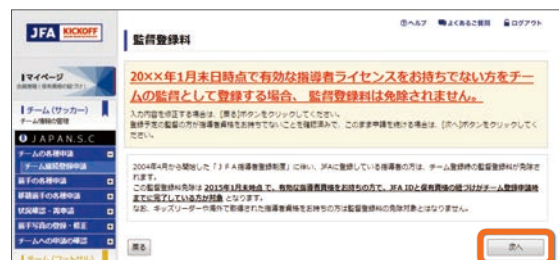 ヘルプ よくあるご質問 ログアウト
JFA KICKOFF
監督登録料
マイページ
チーム (サッカー)
チーム情報の管理
JAPAN.S.C
チームの各種申請
チーム継続登録申請
選手の各種申請
移籍選手の各種申請
状況確認・再申請
選手写真の登録・修正
チームへの申請の確認
チーム (フットサル)
20××年1月末日時点で有効な指導者ライセンスをお持ちでない方をチー
ムの監督として登録する場合、 監督登録料は免除されません。
入力内容を修正する場合は、[戻る]ボタンをクリックしてください。
登録予定の監督の方が指導者資格をお持ちでないことを確認済みで、このまま申請を続ける場合は、[次へ]ボタンをクリックしてく
ださい。
2004年4月から開始した「JFA指導者登録制度」に伴い、JFAに登録している指導者の方は、チーム登録時の監督登録料が免除さ
れます。
この監督登録料免除は 2015年1月末時点で、有効な指導者資格をお持ちの方で、JFA IDと保有資格の紐づけがチーム登録申請時
までに完了している方が対象 となります。
なお、キッズリーダーや海外で取得された指導者資格をお持ちの方は監督登録料の免除対象とはなりません。
戻る
次へ